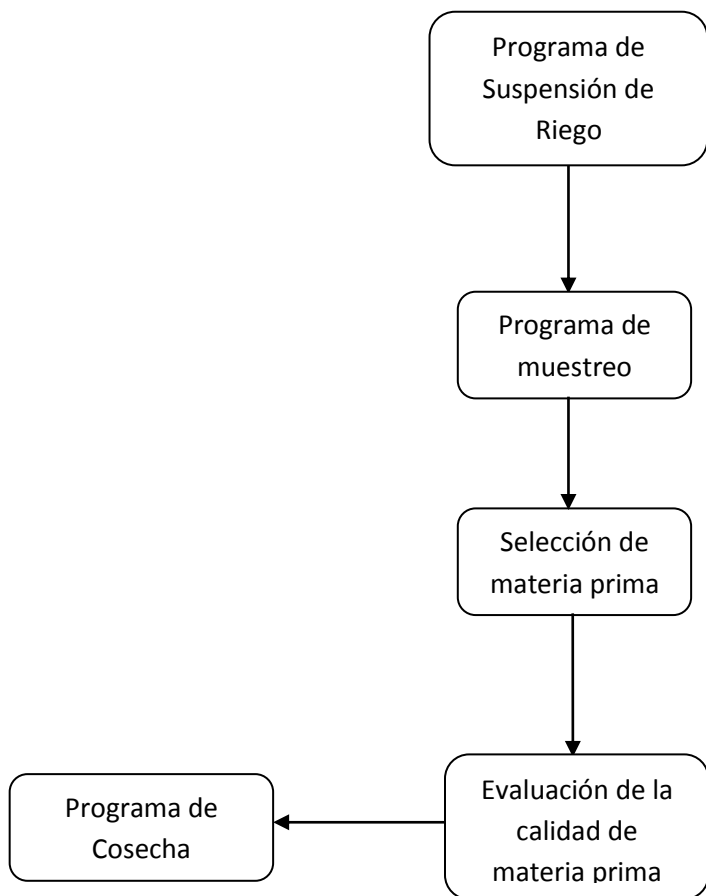 Programa de
Suspensión de
Riego
Programa de
muestreo
Selección de
materia prima
Evaluación de la
calidad de
materia prima
Programa de
Cosecha